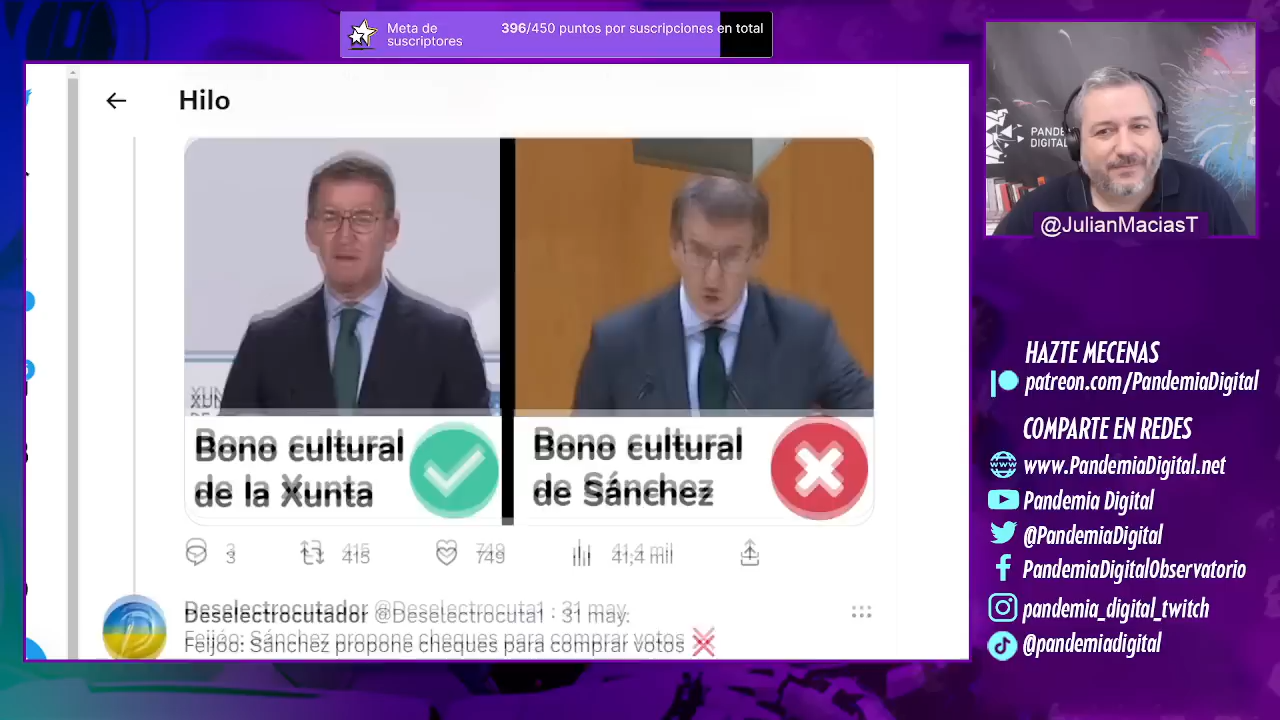 Meta de
suscriptores
396/450 puntos por suscripciones en total
Hilo
XUN
Bono cultural
de la Xunta
Bono cultural
de Sánchez
3
415
749
41,4 mil
Deselectrocutador @Deselectrocuta1 · 31 may.
Feijóo: Sánchez propone cheques para comprar votos
PANDE
DIGITAL
@JulianMaciasT
HAZTE MECENAS
patreon.com/PandemiaDigital
COMPARTE EN REDES
www.PandemiaDigital.net
Pandemia Digital
@PandemiaDigital
PandemiaDigitalObservatorio
pandemia_digital_twitch
@pandemiadigital